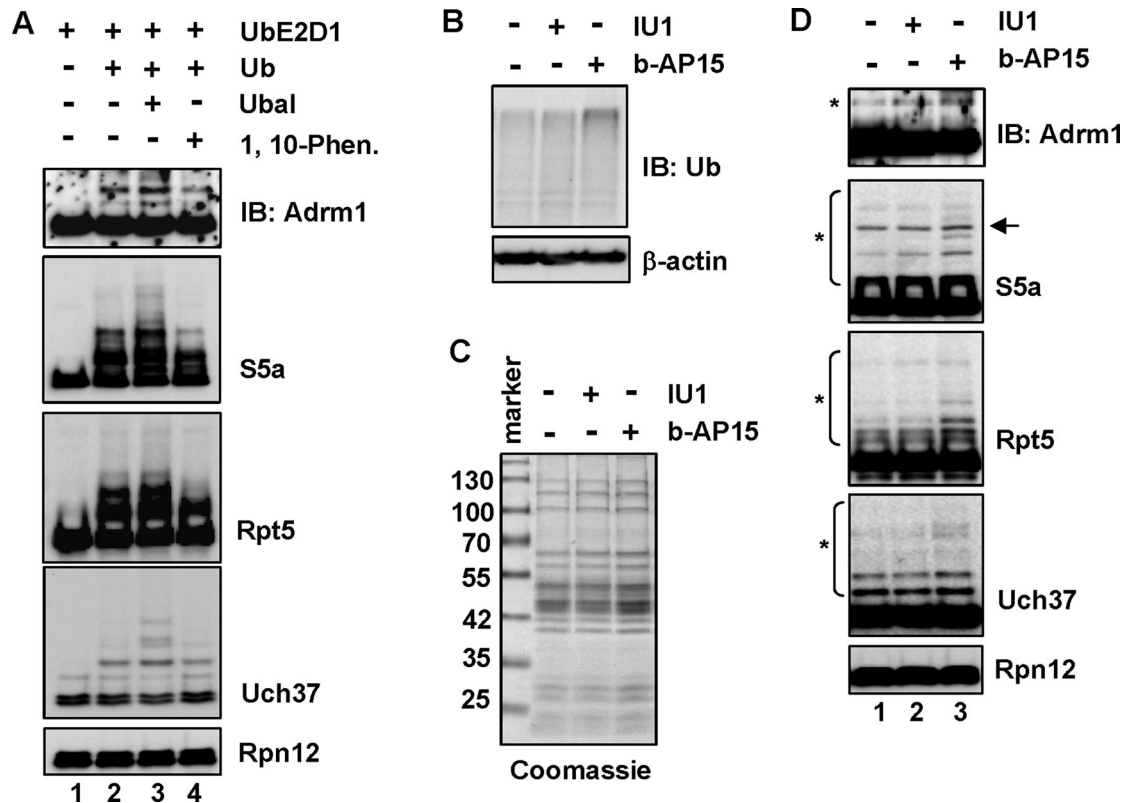 A
+ + + + UbE2D1
- + + + Ub
- - + - Ubal
- - - + 1, 10-Phen.
IB: Adrm1
S5a
Rpt5
Uch37
Rpn12
1 2 3 4
B
- + - IU1
- - + b-AP15
IB: Ub
β-actin
C
marker
- + - IU1
- - + b-AP15
130
100
70
55
42
35
25
Coomassie
D
- + - IU1
- - + b-AP15
*
IB: Adrm1
*
S5a
*
Rpt5
*
Uch37
Rpn12
1 2 3